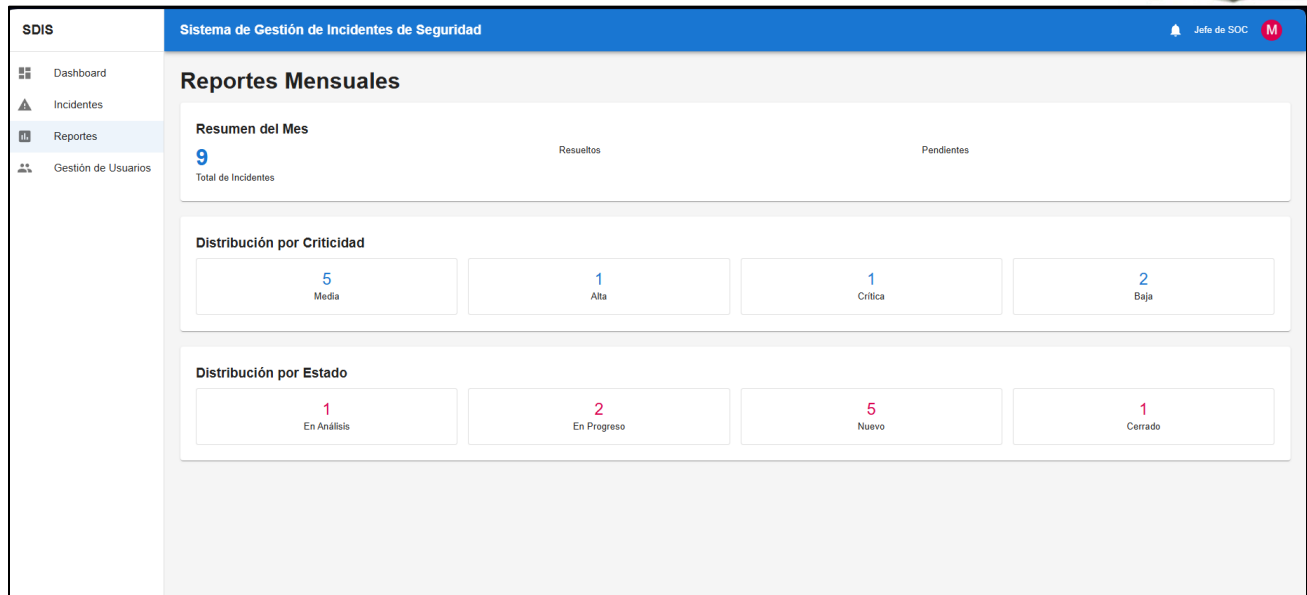 SDIS
Sistema de Gestión de Incidentes de Seguridad
Jefe de SOC
M
Dashboard
Incidentes
Reportes
Gestión de Usuarios
Reportes Mensuales
Resumen del Mes
9
Total de Incidentes
Resueltos
Pendientes
Distribución por Criticidad
5
Media
1
Alta
1
Crítica
2
Baja
Distribución por Estado
1
En Análisis
2
En Progreso
5
Nuevo
1
Cerrado